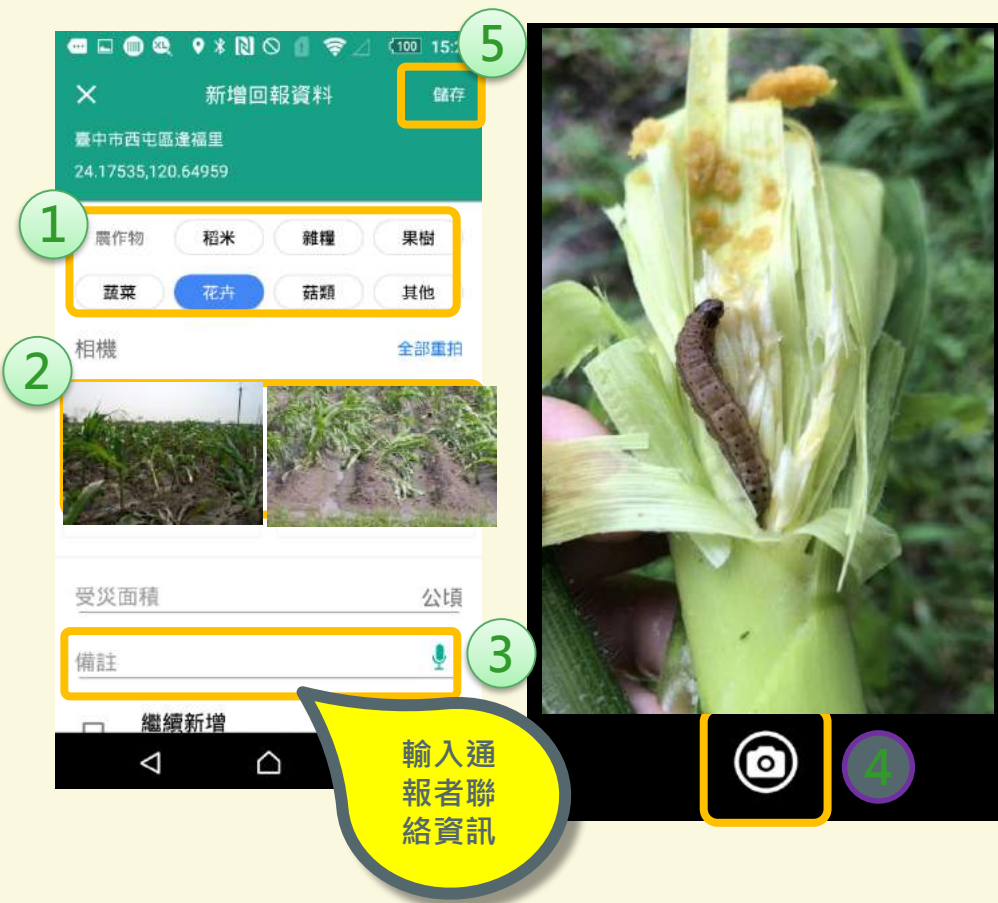 100 15:2
5
新增回報資料
儲存
臺中市西屯區逢福里
24.17535,120.64959
1
農作物
稻米
雜糧
果樹
蔬菜
花卉
菇類
其他
相機
全部重拍
2
受災面積
公頃
備註
3
繼續新增
輸入通
報者聯
絡資訊
4